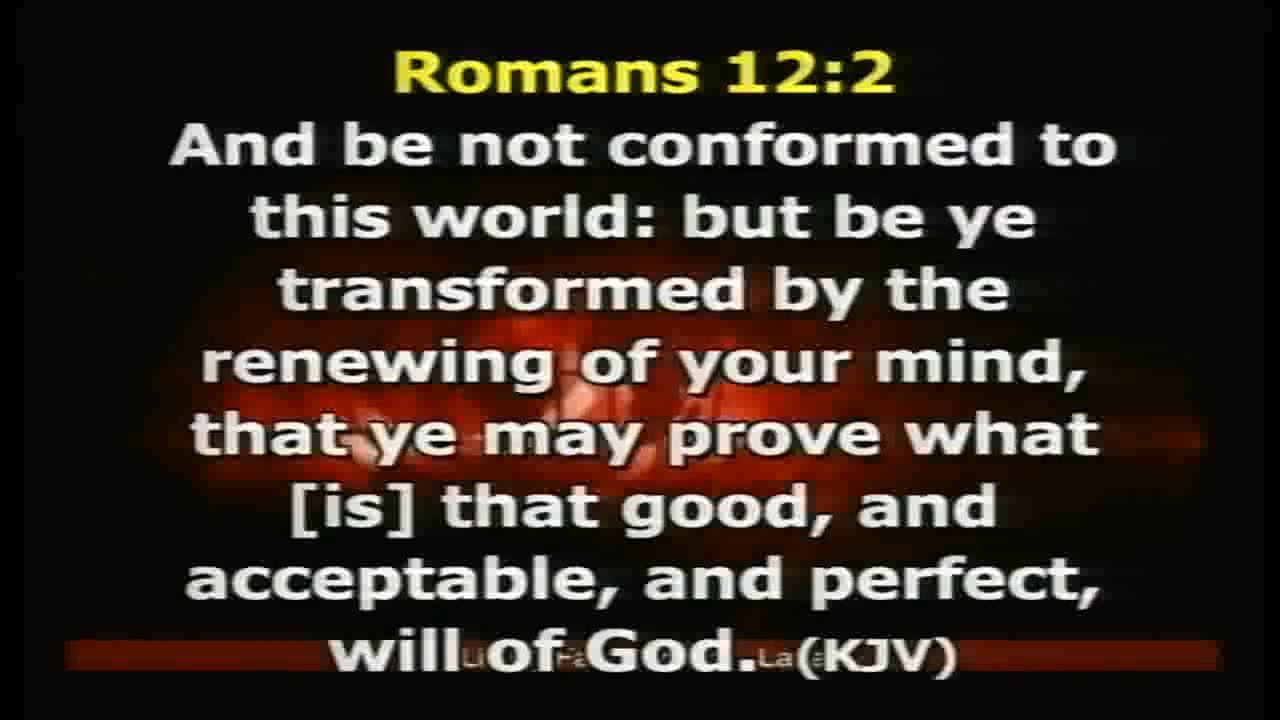 Romans 12:2
And be not conformed to
this world: but be ye
transformed by the
renewing of your mind,
that ye may prove what
[is] that good, and
acceptable, and perfect,
will of God. (KJV)